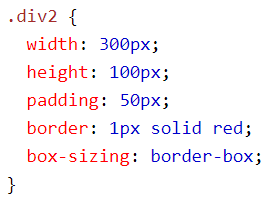 .div2 {
  width: 300px;
  height: 100px;
  padding: 50px;
  border: 1px solid red;
  box-sizing: border-box;
}